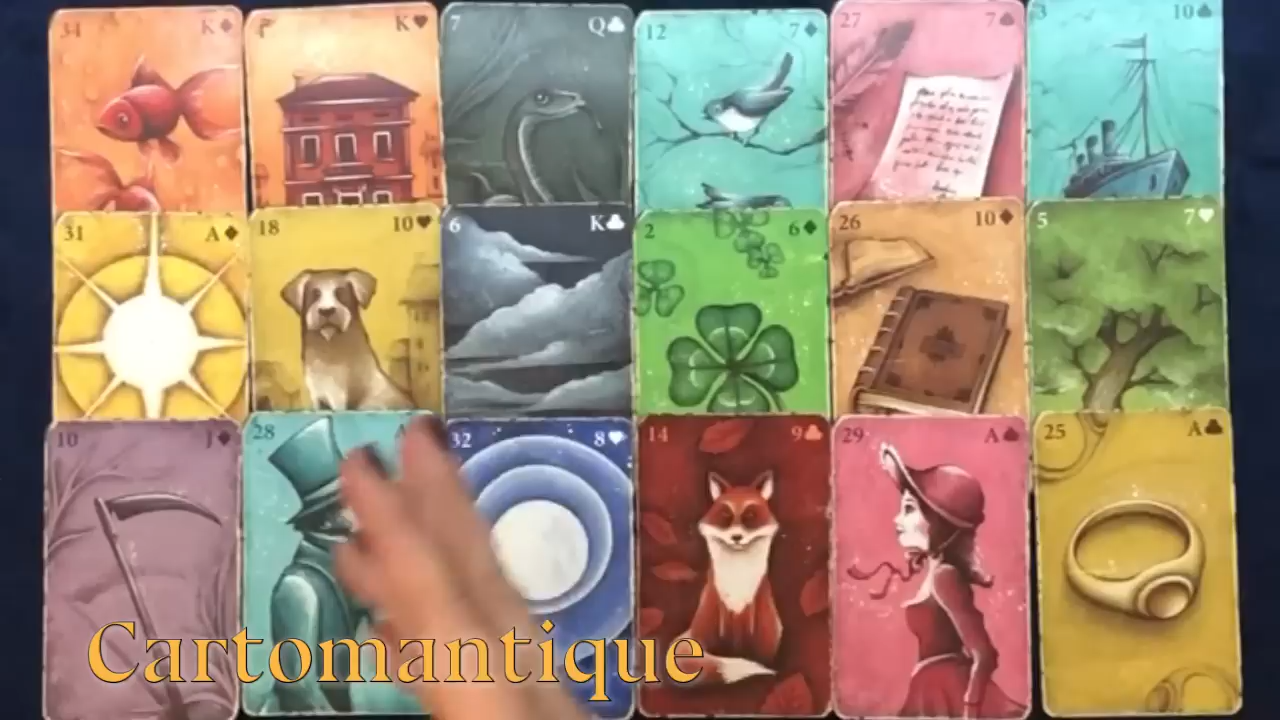 34 K♦
K♥
7 Q♣
12 7♦
27 7♠
3 10♠
31 A♦
18 10♥
6 K♣
2 6♦
26 10♦
5 7♥
10 J♦
28 A
32 8♥
14 9♣
29 A♠
25 A♣
Cartomantique